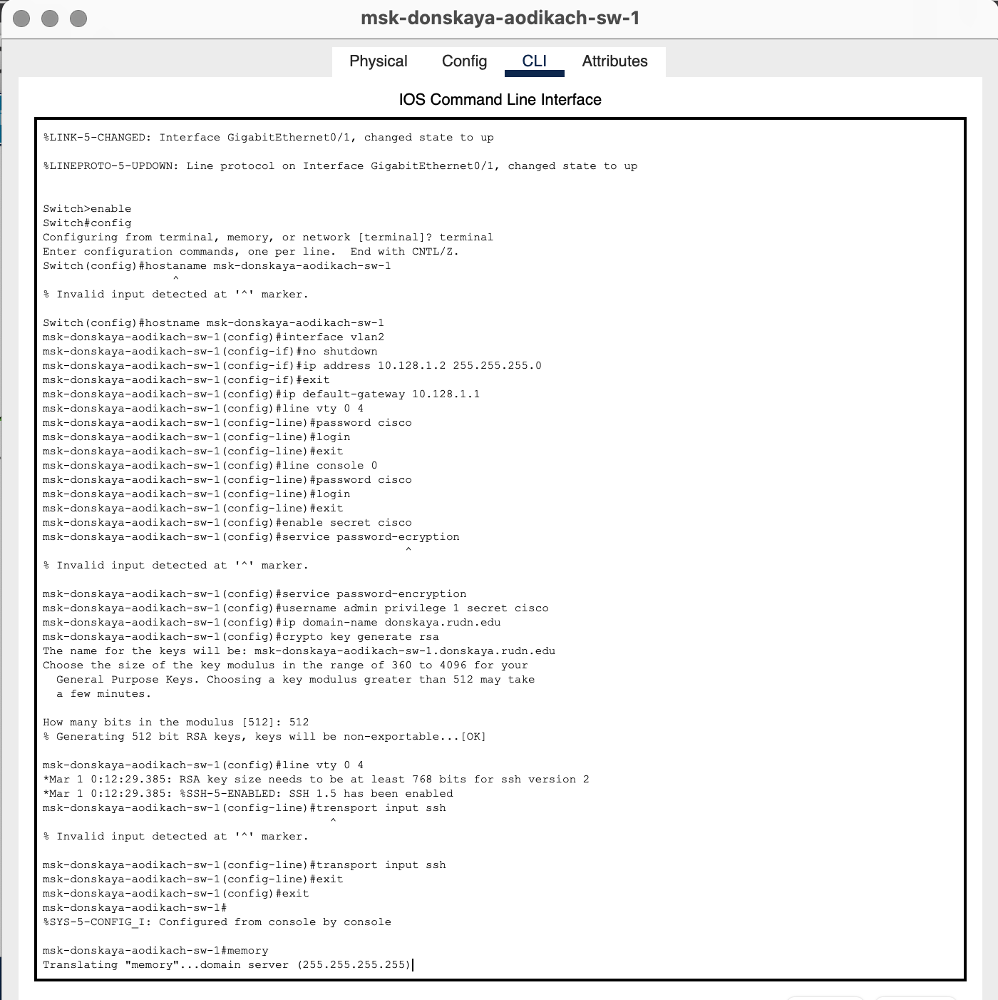 msk-donskaya-aodikach-sw-1
Physical Config CLI Attributes
IOS Command Line Interface
%LINK-5-CHANGED: Interface GigabitEthernet0/1, changed state to up
%LINEPROTO-5-UPDOWN: Line protocol on Interface GigabitEthernet0/1, changed state to up
Switch>enable
Switch#config
Configuring from terminal, memory, or network [terminal]? terminal
Enter configuration commands, one per line.  End with CNTL/Z.
Switch(config)#hostaname msk-donskaya-aodikach-sw-1
^
% Invalid input detected at '^' marker.
Switch(config)#hostname msk-donskaya-aodikach-sw-1
msk-donskaya-aodikach-sw-1(config)#interface vlan2
msk-donskaya-aodikach-sw-1(config-if)#no shutdown
msk-donskaya-aodikach-sw-1(config-if)#ip address 10.128.1.2 255.255.255.0
msk-donskaya-aodikach-sw-1(config-if)#exit
msk-donskaya-aodikach-sw-1(config)#ip default-gateway 10.128.1.1
msk-donskaya-aodikach-sw-1(config)#line vty 0 4
msk-donskaya-aodikach-sw-1(config-line)#password cisco
msk-donskaya-aodikach-sw-1(config-line)#login
msk-donskaya-aodikach-sw-1(config-line)#exit
msk-donskaya-aodikach-sw-1(config)#line console 0
msk-donskaya-aodikach-sw-1(config-line)#password cisco
msk-donskaya-aodikach-sw-1(config-line)#login
msk-donskaya-aodikach-sw-1(config-line)#exit
msk-donskaya-aodikach-sw-1(config)#enable secret cisco
msk-donskaya-aodikach-sw-1(config)#service password-ecryption
^
% Invalid input detected at '^' marker.
msk-donskaya-aodikach-sw-1(config)#service password-encryption
msk-donskaya-aodikach-sw-1(config)#username admin privilege 1 secret cisco
msk-donskaya-aodikach-sw-1(config)#ip domain-name donskaya.rudn.edu
msk-donskaya-aodikach-sw-1(config)#crypto key generate rsa
The name for the keys will be: msk-donskaya-aodikach-sw-1.donskaya.rudn.edu
Choose the size of the key modulus in the range of 360 to 4096 for your
General Purpose Keys. Choosing a key modulus greater than 512 may take
a few minutes.
How many bits in the modulus [512]: 512
% Generating 512 bit RSA keys, keys will be non-exportable...[OK]
msk-donskaya-aodikach-sw-1(config)#line vty 0 4
*Mar 1 0:12:29.385: RSA key size needs to be at least 768 bits for ssh version 2
*Mar 1 0:12:29.385: %SSH-5-ENABLED: SSH 1.5 has been enabled
msk-donskaya-aodikach-sw-1(config-line)#trensport input ssh
^
% Invalid input detected at '^' marker.
msk-donskaya-aodikach-sw-1(config-line)#transport input ssh
msk-donskaya-aodikach-sw-1(config-line)#exit
msk-donskaya-aodikach-sw-1(config)#exit
msk-donskaya-aodikach-sw-1#
%SYS-5-CONFIG_I: Configured from console by console
msk-donskaya-aodikach-sw-1#memory
Translating "memory"...domain server (255.255.255.255)